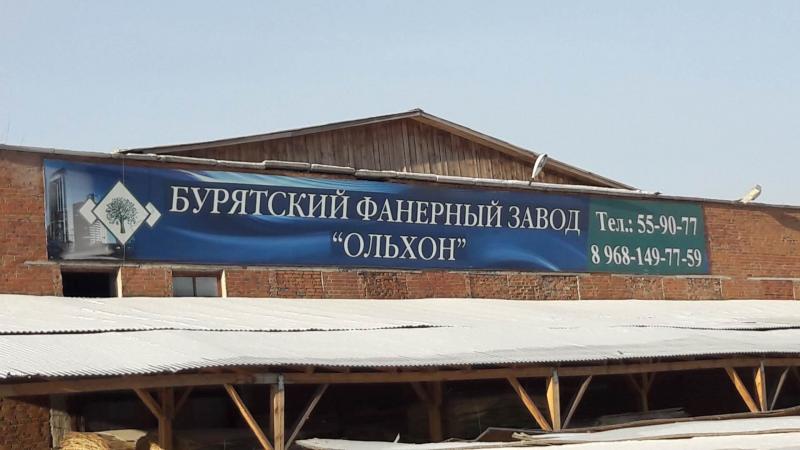 БУРЯТСКИЙ ФАНЕРНЫЙ ЗАВОД
"ОЛЬХОН"
Тел.: 55-90-77
8 968-149-77-59